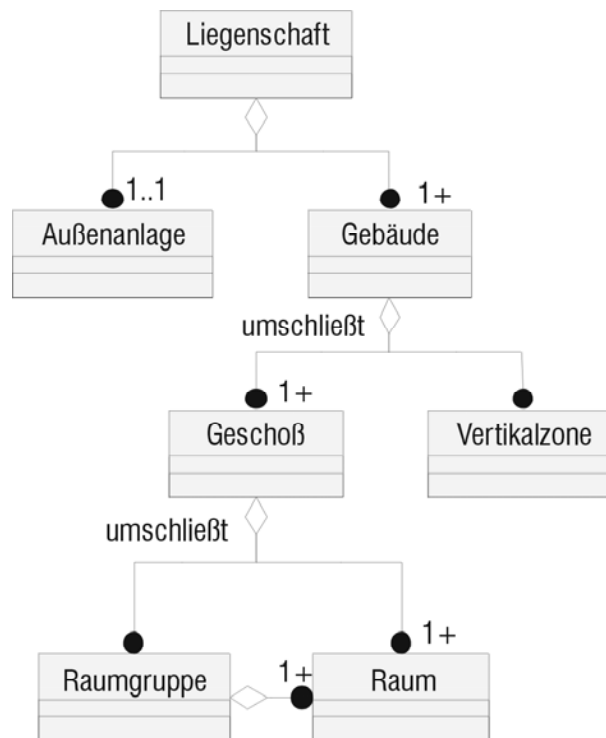 Liegenschaft
1..1
1+
Außenanlage
Gebäude
umschließt
1+
Geschoß
Vertikalzone
umschließt
1+
Raumgruppe
1+
Raum